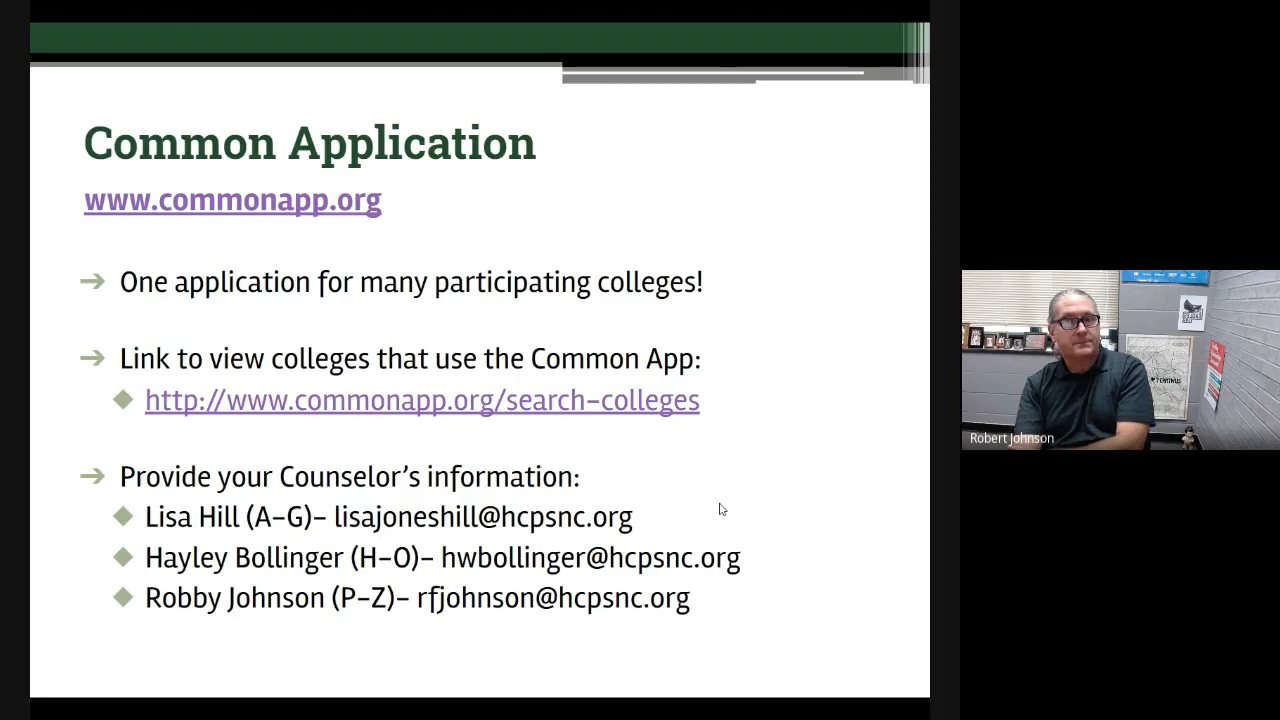 Common Application
www.commonapp.org
➔ One application for many participating colleges!
➔ Link to view colleges that use the Common App:
◆ http://www.commonapp.org/search-colleges
➔ Provide your Counselor’s information:
◆ Lisa Hill (A-G)- lisajoneshill@hcpsnc.org
◆ Hayley Bollinger (H-O)- hwbollinger@hcpsnc.org
◆ Robby Johnson (P-Z)- rfjohnson@hcpsnc.org
Robert Johnson